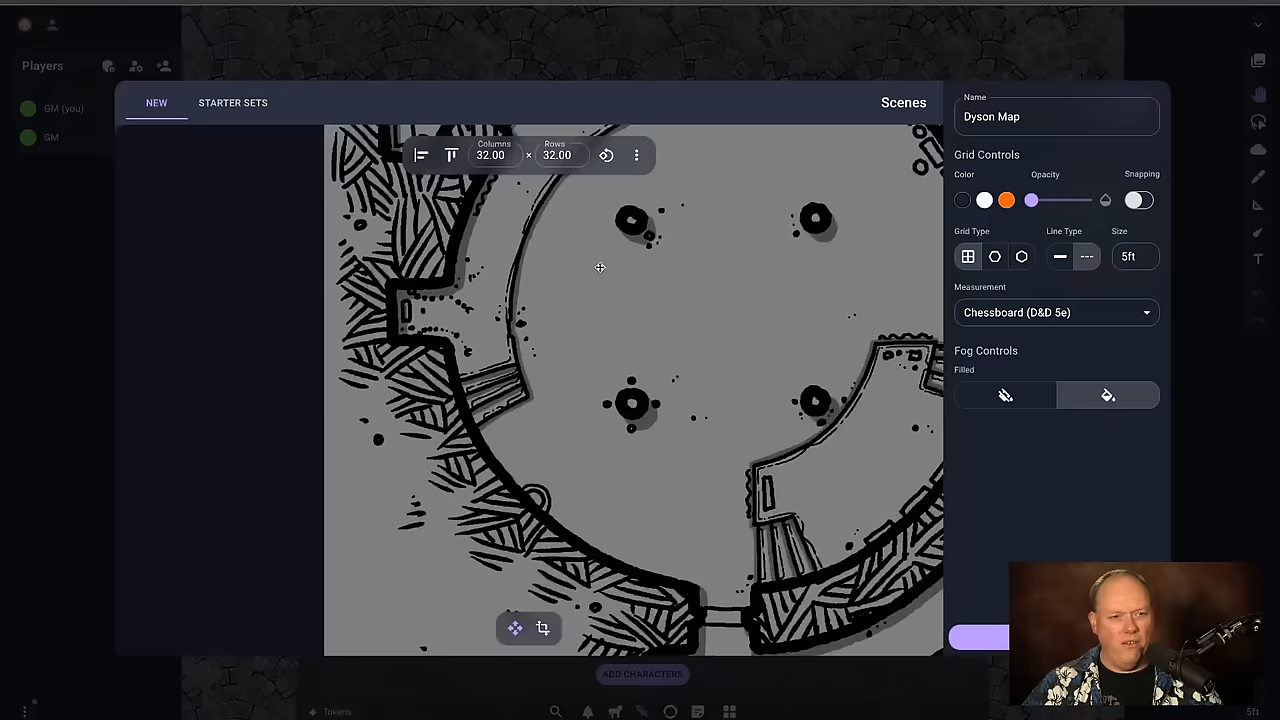 Players
GM (you)
GM
NEW
STARTER SETS
Scenes
Columns
32.00
×
Rows
32.00
Name
Dyson Map
Grid Controls
Color
Opacity
Snapping
Grid Type
Line Type
Size
5ft
Measurement
Chessboard (D&D 5e)
Fog Controls
Filled
ADD CHARACTERS
Tokens
5ft